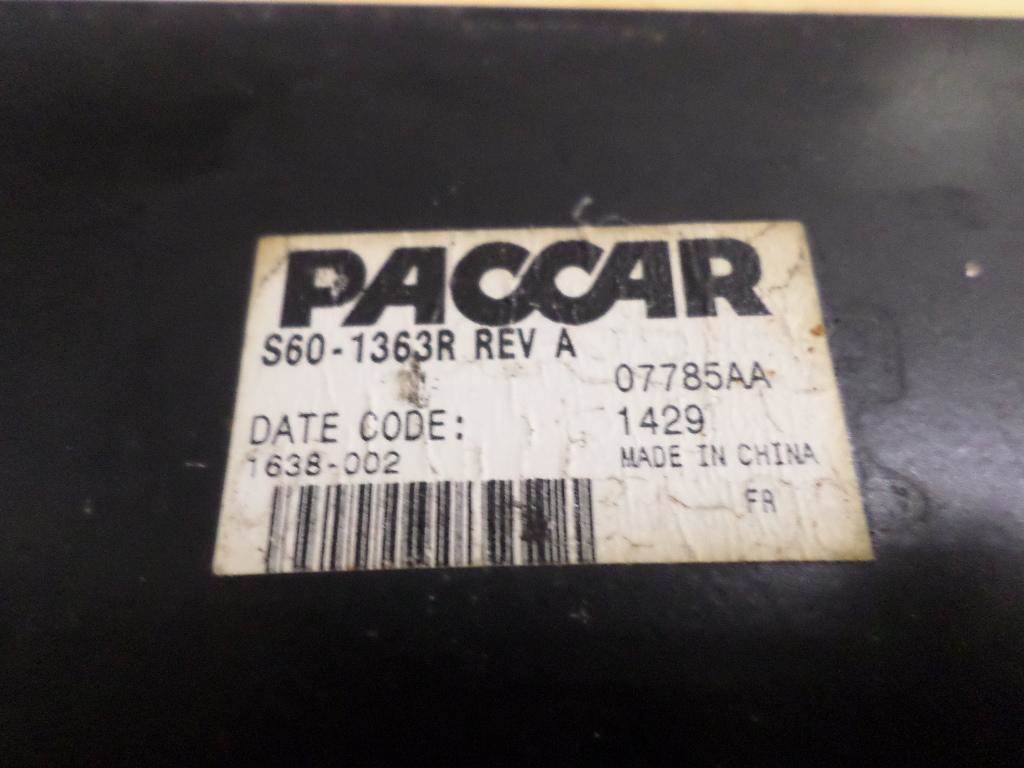 PACCAR
S60-1363R REV A
07785AA
DATE CODE: 1429
1638-002 MADE IN CHINA
FR